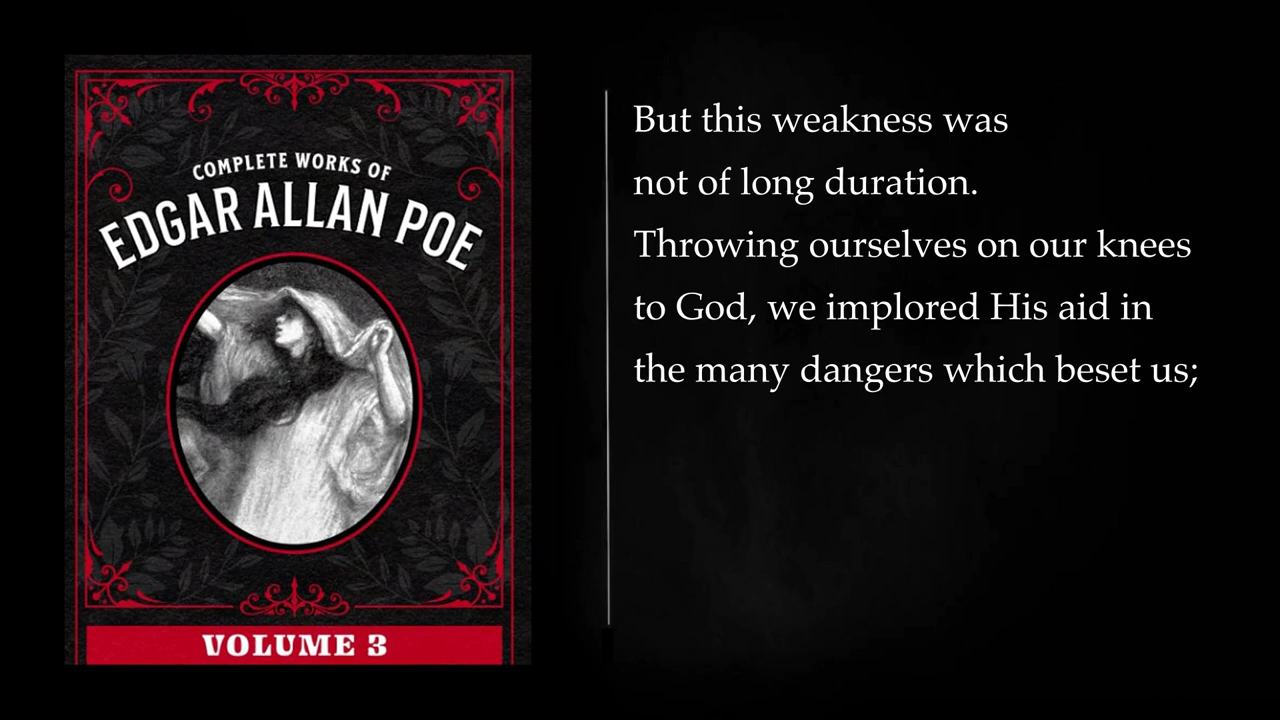 COMPLETE WORKS OF
EDGAR ALLAN POE
VOLUME 3
But this weakness was
not of long duration.
Throwing ourselves on our knees
to God, we implored His aid in
the many dangers which beset us;